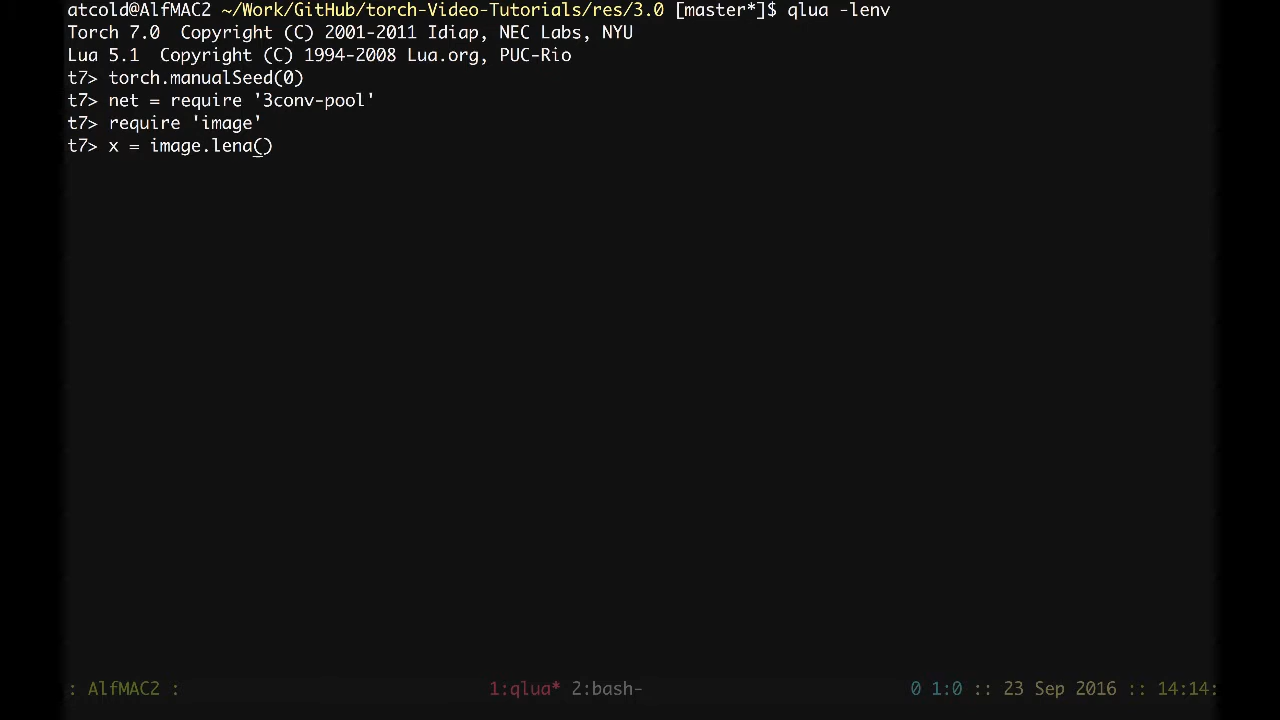 atcold@AlfMAC2 ~/Work/GitHub/torch-Video-Tutorials/res/3.0 [master*]$ qlua -lenv
Torch 7.0  Copyright (C) 2001-2011 Idiap, NEC Labs, NYU
Lua 5.1  Copyright (C) 1994-2008 Lua.org, PUC-Rio
t7> torch.manualSeed(0)
t7> net = require '3conv-pool'
t7> require 'image'
t7> x = image.lena()
: AlfMAC2 : 1:qlua* 2:bash- 0 1:0 :: 23 Sep 2016 :: 14:14: